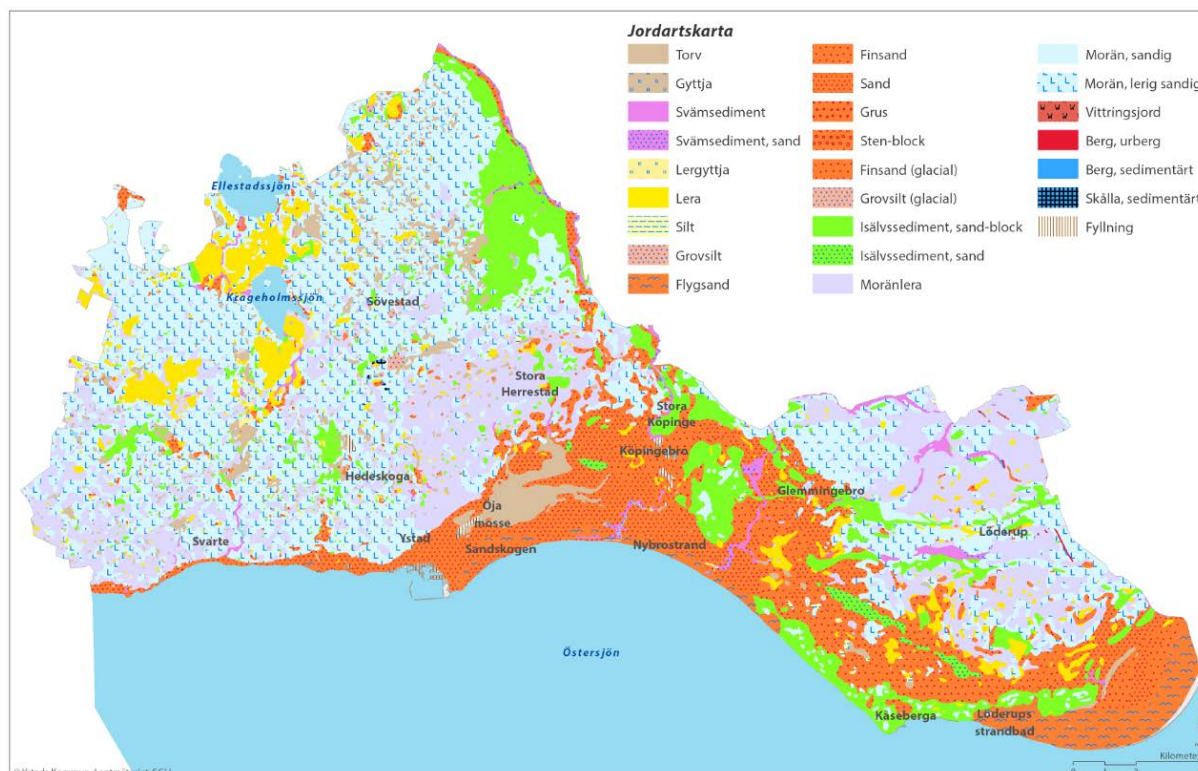 Jordartskarta
Torv
Gyttja
Svämsediment
Svämsediment, sand
Lergyttja
Lera
Silt
Grovsilt
Flygsand
Finsand
Sand
Grus
Sten-block
Finsand (glacial)
Grovsilt (glacial)
Isälvssediment, sand-block
Isälvssediment, sand
Moränlera
Morän, sandig
Morän, lerig sandig
Vittringsjord
Berg, urberg
Berg, sedimentärt
Skålla, sedimentärt
Fyllning
Ellestadssjön
Krageholmssjön
Sövestad
Stora
Herrestad
Stora
Köpinge
Köpingebro
Hedeskoga
Glemmingebro
Öja
mosse
Svarte
Ystad
Sandskogen
Nybrostrand
Löderup
Östersjön
Kåseberga
Löderups
strandbad
Kilometer